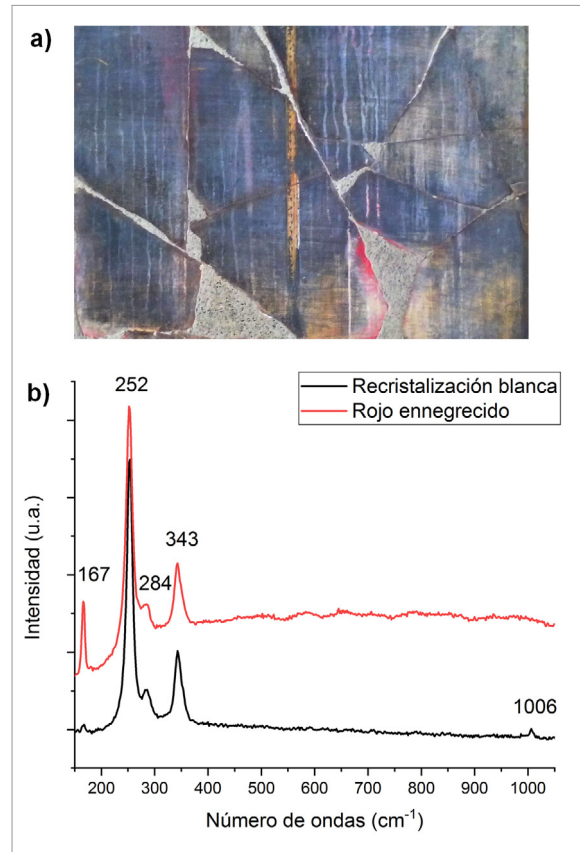 a)
b)
252
Recristalización blanca
Rojo ennegrecido
167
284
343
1006
Intensidad (u.a.)
200 300 400 500 600 700 800 900 1000
Número de ondas (cm⁻¹)